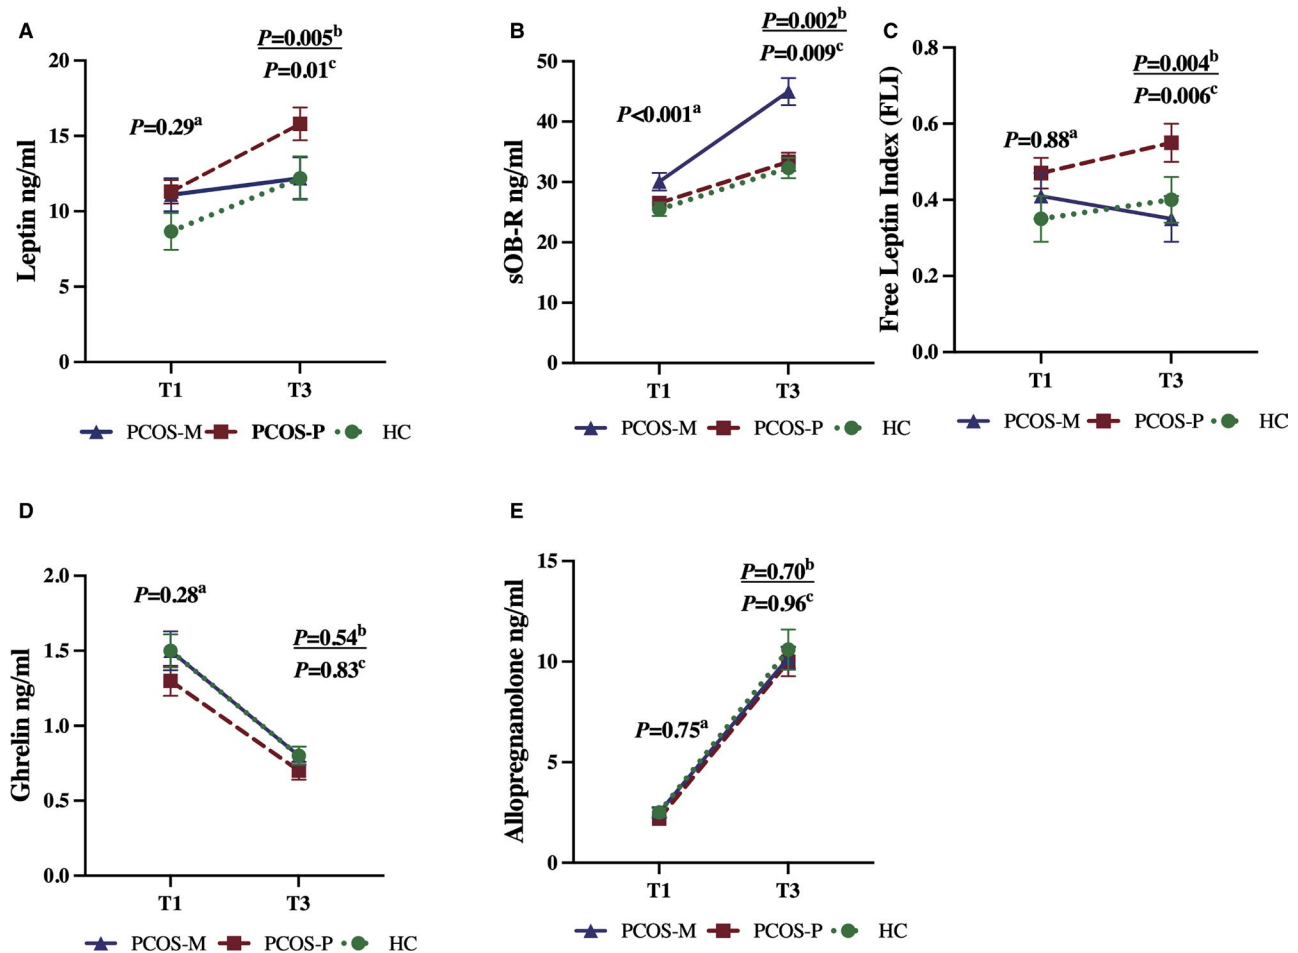 A
P=0.005b
P=0.01c
P=0.29a
20
15
10
5
0
Leptin ng/ml
T1 T3
PCOS-M PCOS-P HC
B
P=0.002b
P=0.009c
P<0.001a
50
40
30
20
10
0
sOB-R ng/ml
T1 T3
PCOS-M PCOS-P HC
C
P=0.004b
P=0.006c
P=0.88a
0.8
0.6
0.4
0.2
0.0
Free Leptin Index (FLI)
T1 T3
PCOS-M PCOS-P HC
D
P=0.28a
P=0.54b
P=0.83c
2.0
1.5
1.0
0.5
0.0
Ghrelin ng/ml
T1 T3
PCOS-M PCOS-P HC
E
P=0.70b
P=0.96c
P=0.75a
15
10
5
0
Allopregnanolone ng/ml
T1 T3
PCOS-M PCOS-P HC